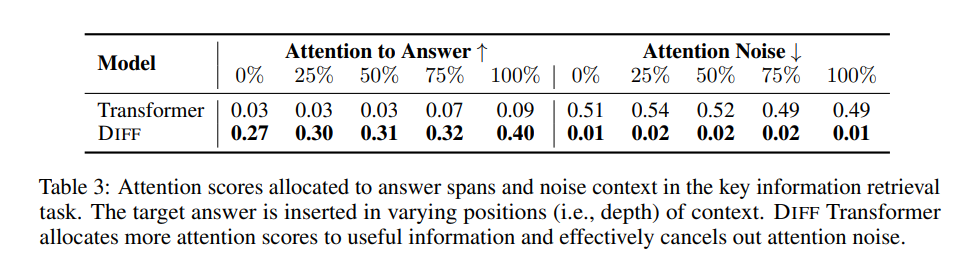 Model Attention to Answer ↑ Attention Noise ↓
0% 25% 50% 75% 100% 0% 25% 50% 75% 100%
Transformer 0.03 0.03 0.03 0.07 0.09 0.51 0.54 0.52 0.49 0.49
DIFF 0.27 0.30 0.31 0.32 0.40 0.01 0.02 0.02 0.02 0.01
Table 3: Attention scores allocated to answer spans and noise context in the key information retrieval
task. The target answer is inserted in varying positions (i.e., depth) of context. DIFF Transformer
allocates more attention scores to useful information and effectively cancels out attention noise.